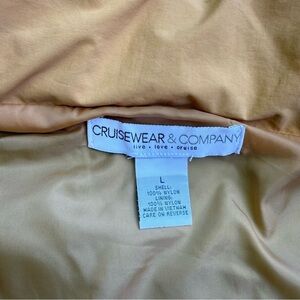 CRUISEWEAR & COMPANY
live • love • cruise
L
SHELL:
100% NYLON
LINING:
100% NYLON
MADE IN VIETNAM
CARE ON REVERSE